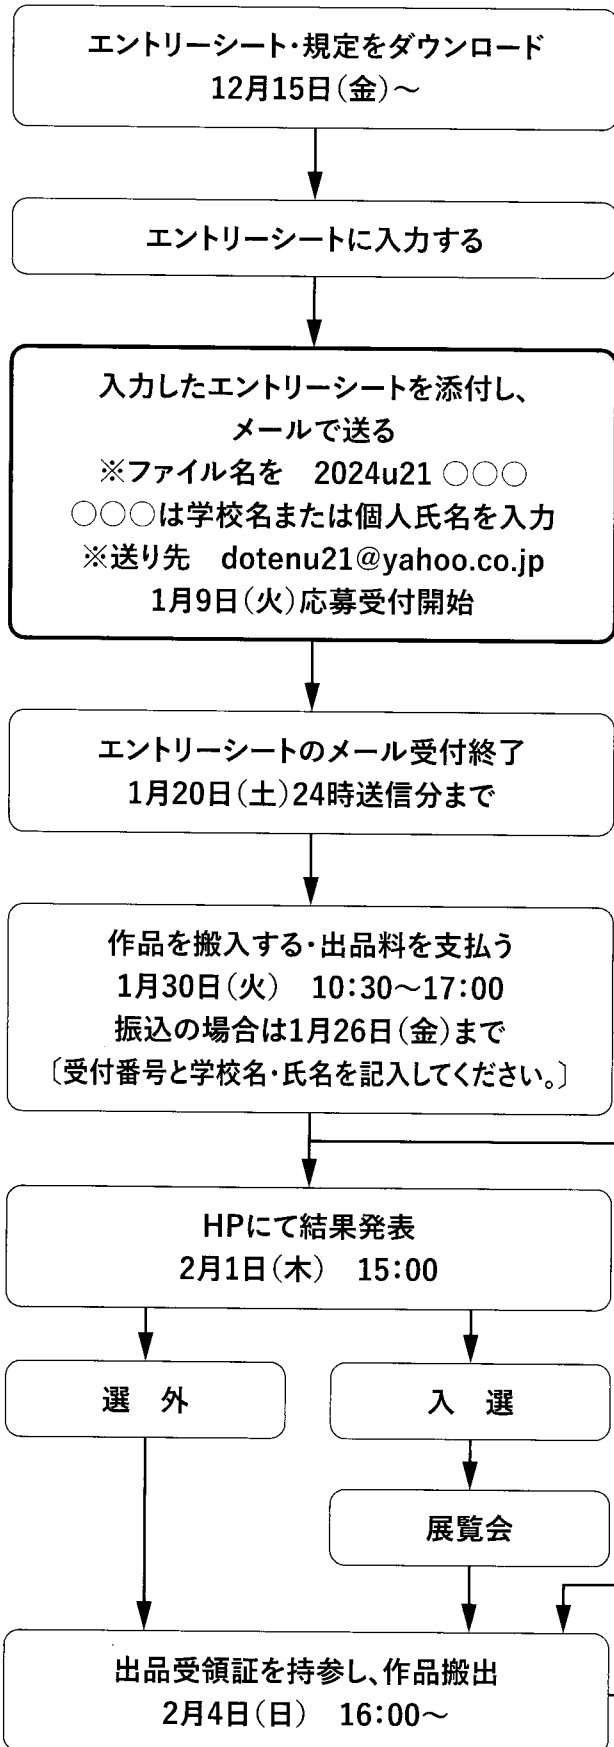 エントリーシート・規定をダウンロード
12月15日(金)～
エントリーシートに入力する
入力したエントリーシートを添付し、
メールで送る
※ファイル名を　2024u21 ○○○
○○○は学校名または個人氏名を入力
※送り先　dotenu21@yahoo.co.jp
1月9日(火)応募受付開始
エントリーシートのメール受付終了
1月20日(土)24時送信分まで
作品を搬入する・出品料を支払う
1月30日(火)　10:30～17:00
振込の場合は1月26日(金)まで
〔受付番号と学校名・氏名を記入してください。〕
HPにて結果発表
2月1日(木)　15:00
選　外
入　選
展覧会
出品受領証を持参し、作品搬出
2月4日(日)　16:00～